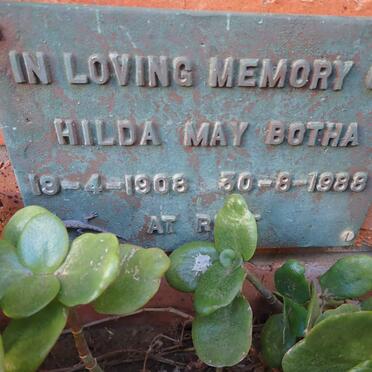 IN LOVING MEMORY
HILDA MAY BOTHA
19-4-1908 30-8-1988
AT